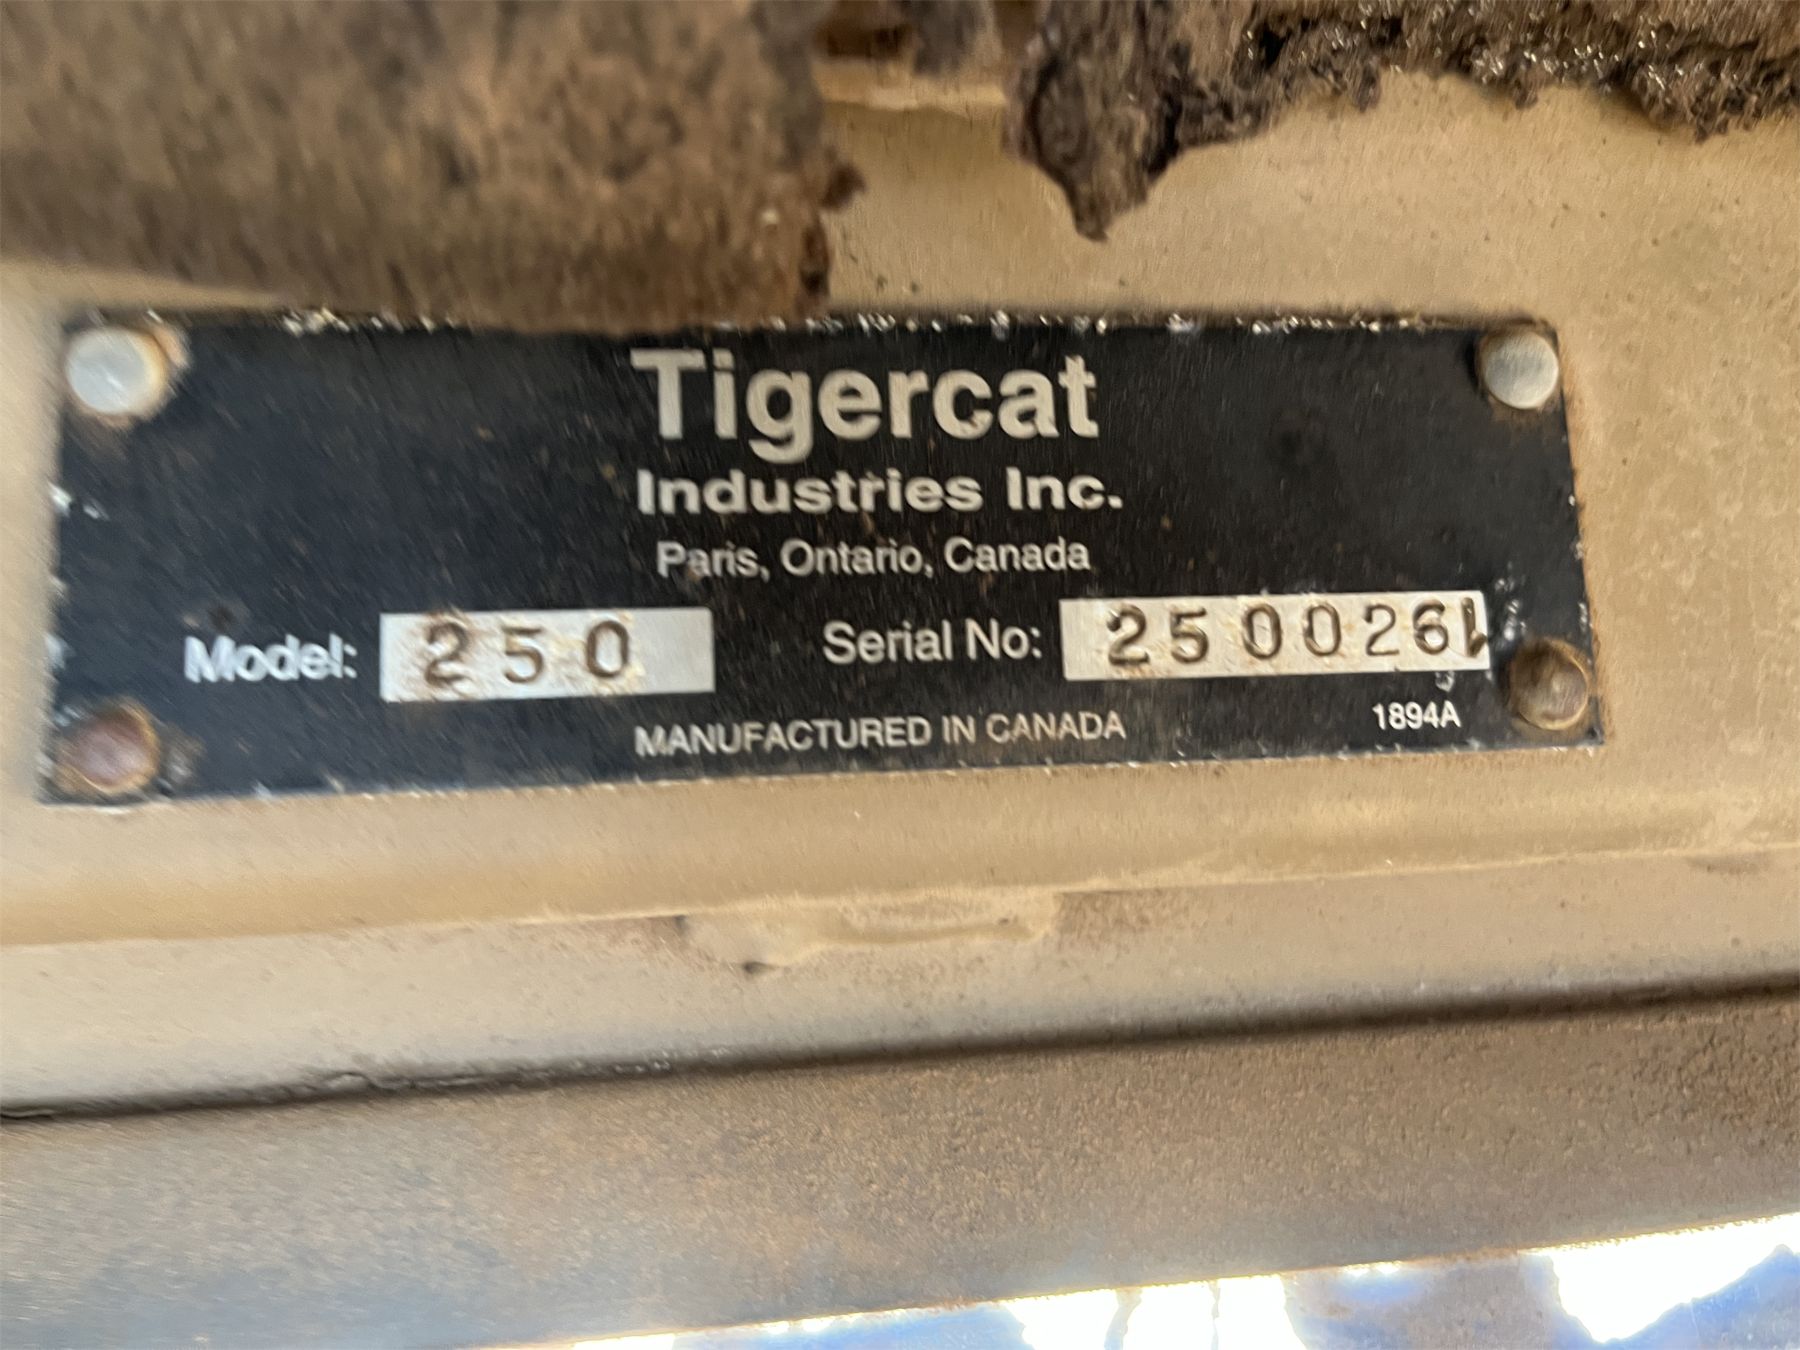 Tigercat
Industries Inc.
Paris, Ontario, Canada
Model: 250 Serial No: 2500261
MANUFACTURED IN CANADA 1894A